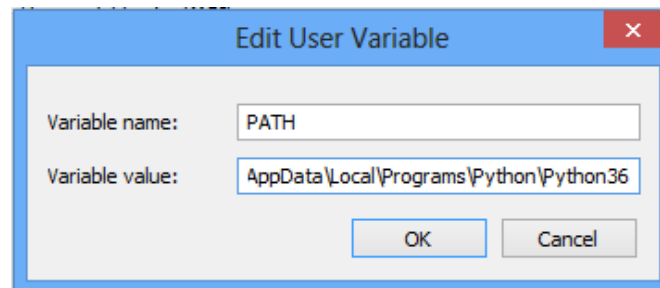 Edit User Variable
Variable name: PATH
Variable value: AppData\Local\Programs\Python\Python36
OK Cancel